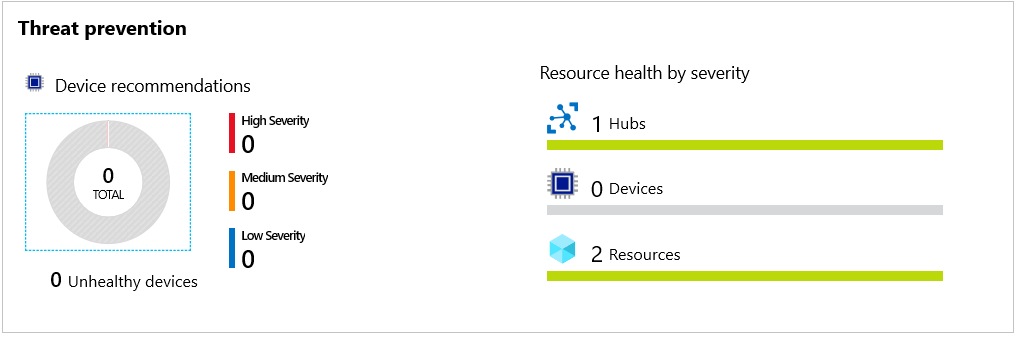 Threat prevention
Device recommendations
0
TOTAL
0 Unhealthy devices
High Severity
0
Medium Severity
0
Low Severity
0
Resource health by severity
1 Hubs
0 Devices
2 Resources